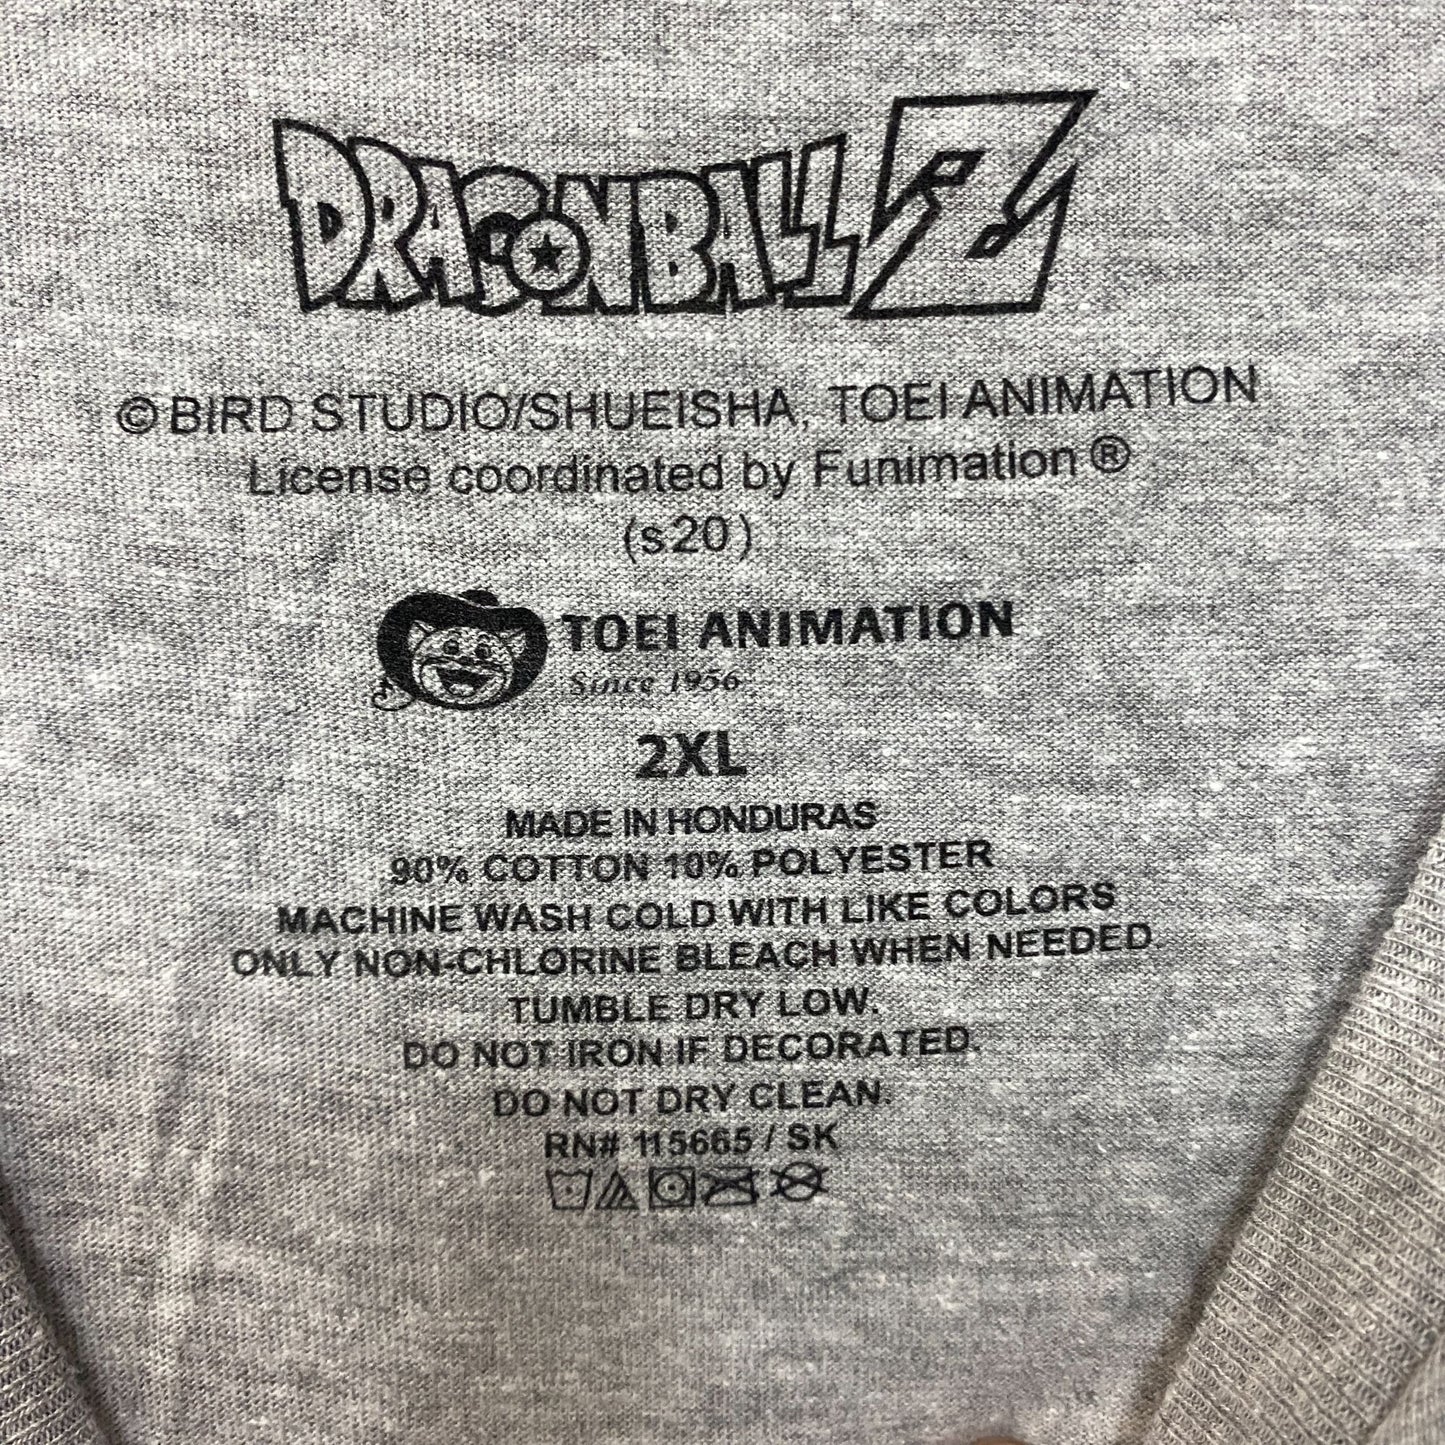 DRAGONBALL Z
©BIRD STUDIO/SHUEISHA, TOEI ANIMATION
License coordinated by Funimation®
(s20)
TOEI ANIMATION
Since 1956
2XL
MADE IN HONDURAS
90% COTTON 10% POLYESTER
MACHINE WASH COLD WITH LIKE COLORS
ONLY NON-CHLORINE BLEACH WHEN NEEDED
TUMBLE DRY LOW.
DO NOT IRON IF DECORATED.
DO NOT DRY CLEAN.
RN# 115665 / SK